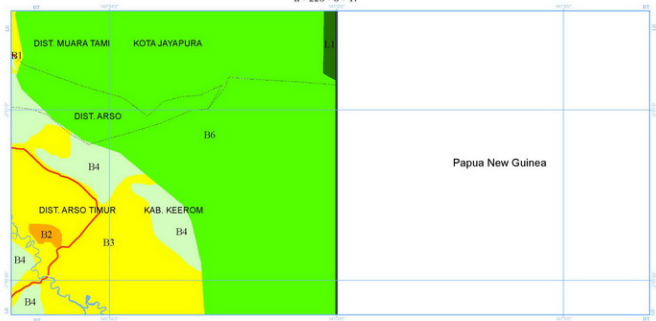 DIST. MUARA TAMI KOTA JAYAPURA
L1
B1
DIST. ARSO
B6
B4
Papua New Guinea
DIST. ARSO TIMUR KAB. KEEROM
B2
B4
B3
B4
B4